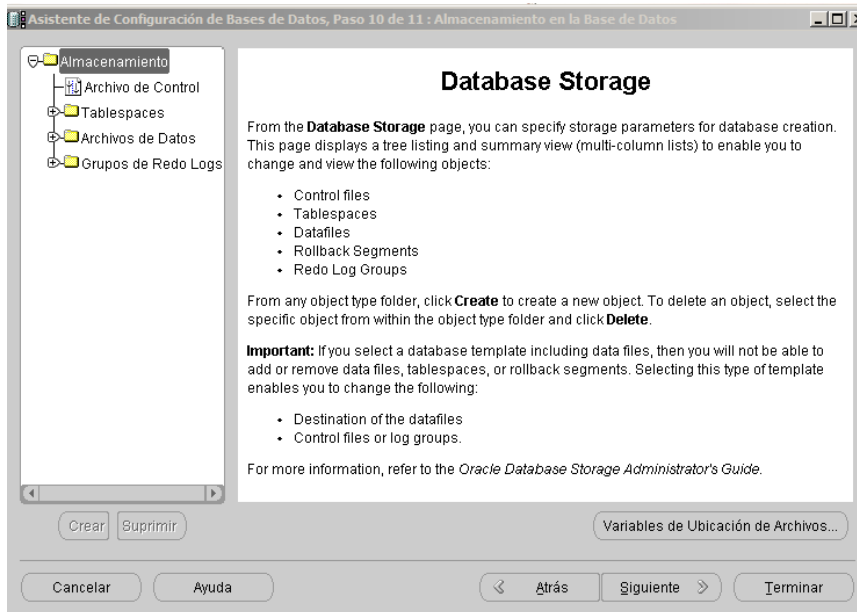 Asistente de Configuración de Bases de Datos, Paso 10 de 11 : Almacenamiento en la Base de Datos
Almacenamiento
Archivo de Control
Tablespaces
Archivos de Datos
Grupos de Redo Logs
Database Storage
From the Database Storage page, you can specify storage parameters for database creation.
This page displays a tree listing and summary view (multi-column lists) to enable you to
change and view the following objects:
• Control files
• Tablespaces
• Datafiles
• Rollback Segments
• Redo Log Groups
From any object type folder, click Create to create a new object. To delete an object, select the
specific object from within the object type folder and click Delete.
Important: If you select a database template including data files, then you will not be able to
add or remove data files, tablespaces, or rollback segments. Selecting this type of template
enables you to change the following:
• Destination of the datafiles
• Control files or log groups.
For more information, refer to the Oracle Database Storage Administrator's Guide.
Crear Suprimir
Variables de Ubicación de Archivos...
Cancelar Ayuda Atrás Siguiente Terminar